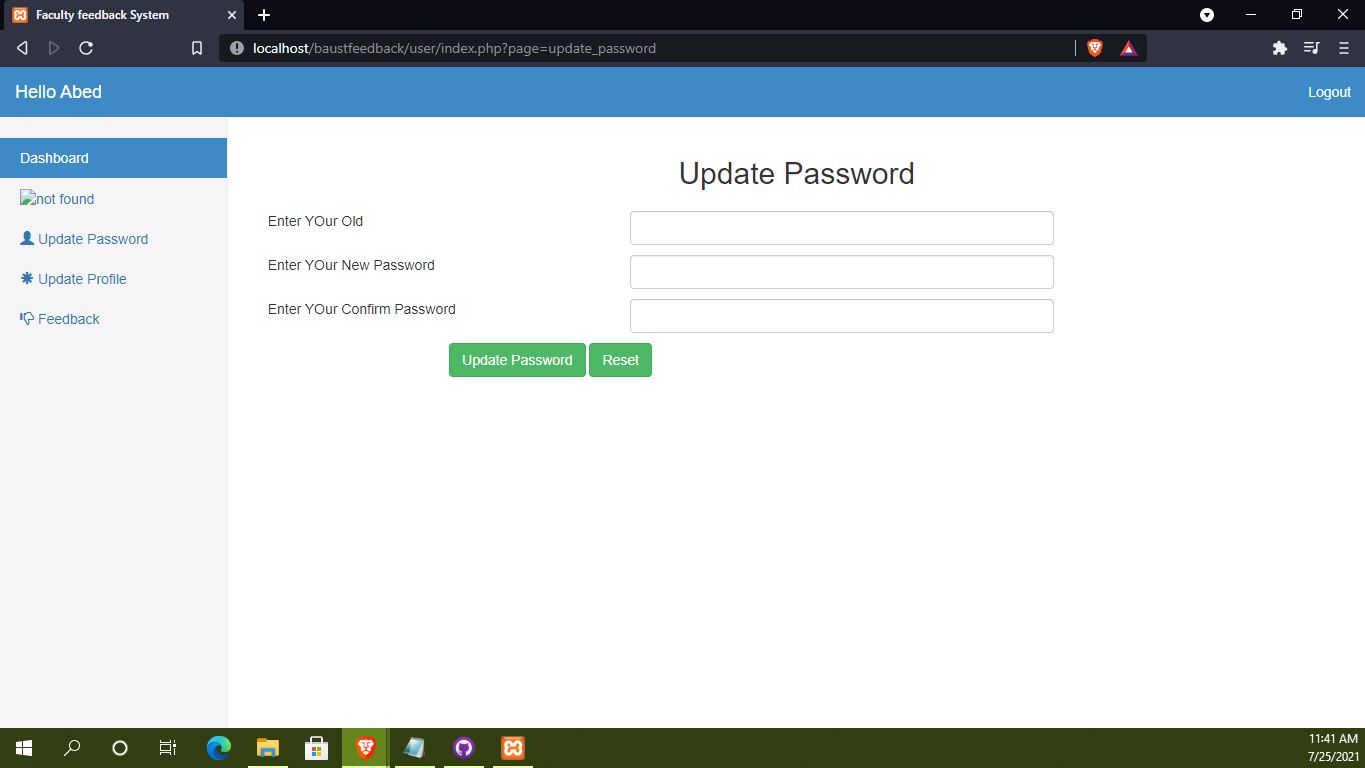 Faculty feedback System
localhost/baustfeedback/user/index.php?page=update_password
Hello Abed
Logout
Dashboard
not found
Update Password
Update Profile
Feedback
Update Password
Enter YOur Old
Enter YOur New Password
Enter YOur Confirm Password
Update Password Reset
11:41 AM
7/25/2021